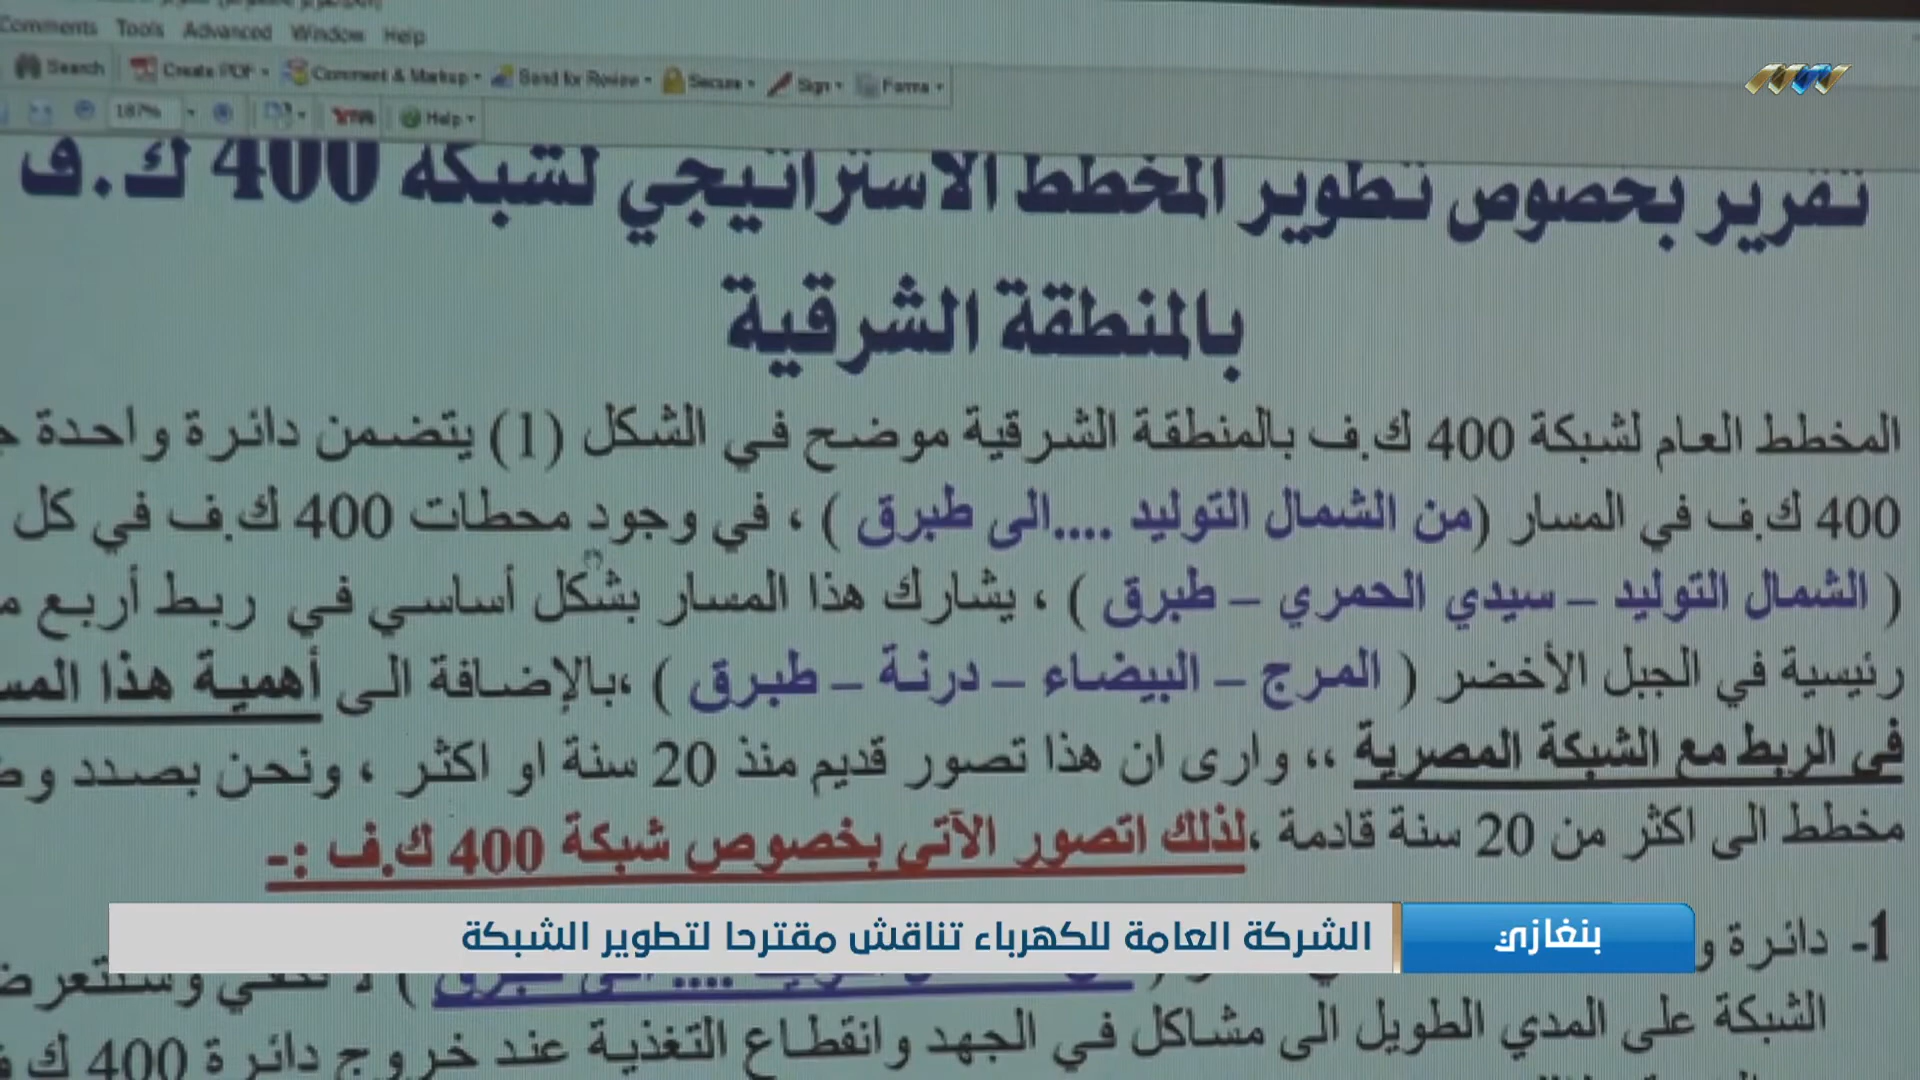 Comments Tools Advanced Window Help
Search Create PDF Comment & Markup Send for Review Secure Sign Forms
187% Help
تقرير بخصوص تطوير المخطط الاستراتيجي لشبكة 400 ك.ف
بالمنطقة الشرقية
المخطط العام لشبكة 400 ك.ف بالمنطقة الشرقية موضح في الشكل (1) يتضمن دائرة واحدة
400 ك.ف في المسار (من الشمال التوليد ....الى طبرق ) ، في وجود محطات 400 ك.ف في كل
( الشمال التوليد – سيدي الحمري – طبرق ) ، يشارك هذا المسار بشكل أساسي في ربط أربع
رئيسية في الجبل الأخضر ( المرج – البيضاء – درنة – طبرق ) ،بالإضافة الى أهمية هذا
في الربط مع الشبكة المصرية ،، وارى ان هذا تصور قديم منذ 20 سنة او اكثر ، ونحن بصدد
مخطط الى اكثر من 20 سنة قادمة ،لذلك اتصور الآتي بخصوص شبكة 400 ك.ف :-
1- دائرة
بنغازي
الشركة العامة للكهرباء تناقش مقترحا لتطوير الشبكة
الشبكة على المدي الطويل الى مشاكل في الجهد وانقطاع التغذية عند خروج دائرة 400 ك